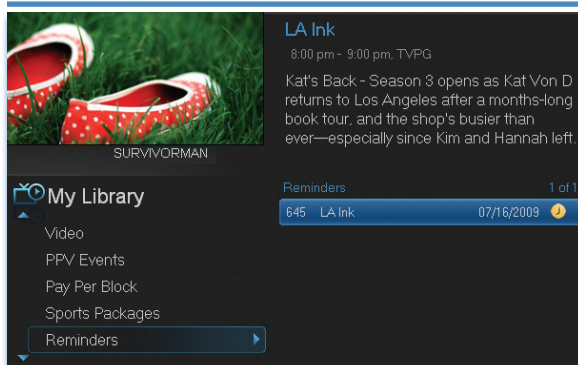 LA Ink
8:00 pm - 9:00 pm, TVPG
Kat's Back - Season 3 opens as Kat Von D
returns to Los Angeles after a months-long
book tour, and the shop's busier than
ever—especially since Kim and Hannah left.
SURVIVORMAN
My Library
Video
PPV Events
Pay Per Block
Sports Packages
Reminders
Reminders 1 of 1
645 LA Ink 07/16/2009